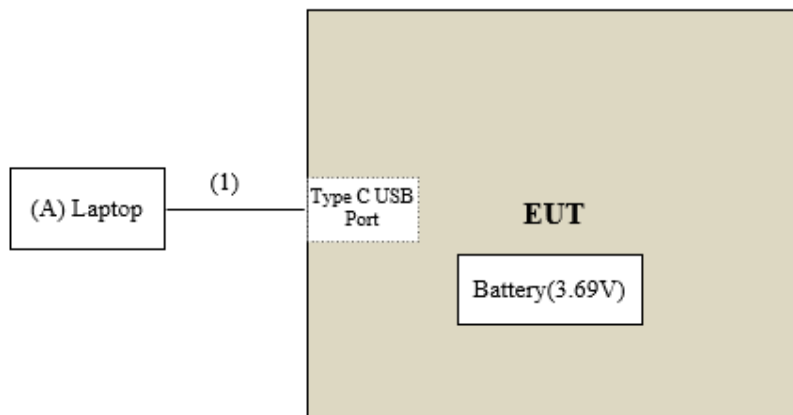 (A) Laptop
(1)
Type C USB
Port
EUT
Battery(3.69V)